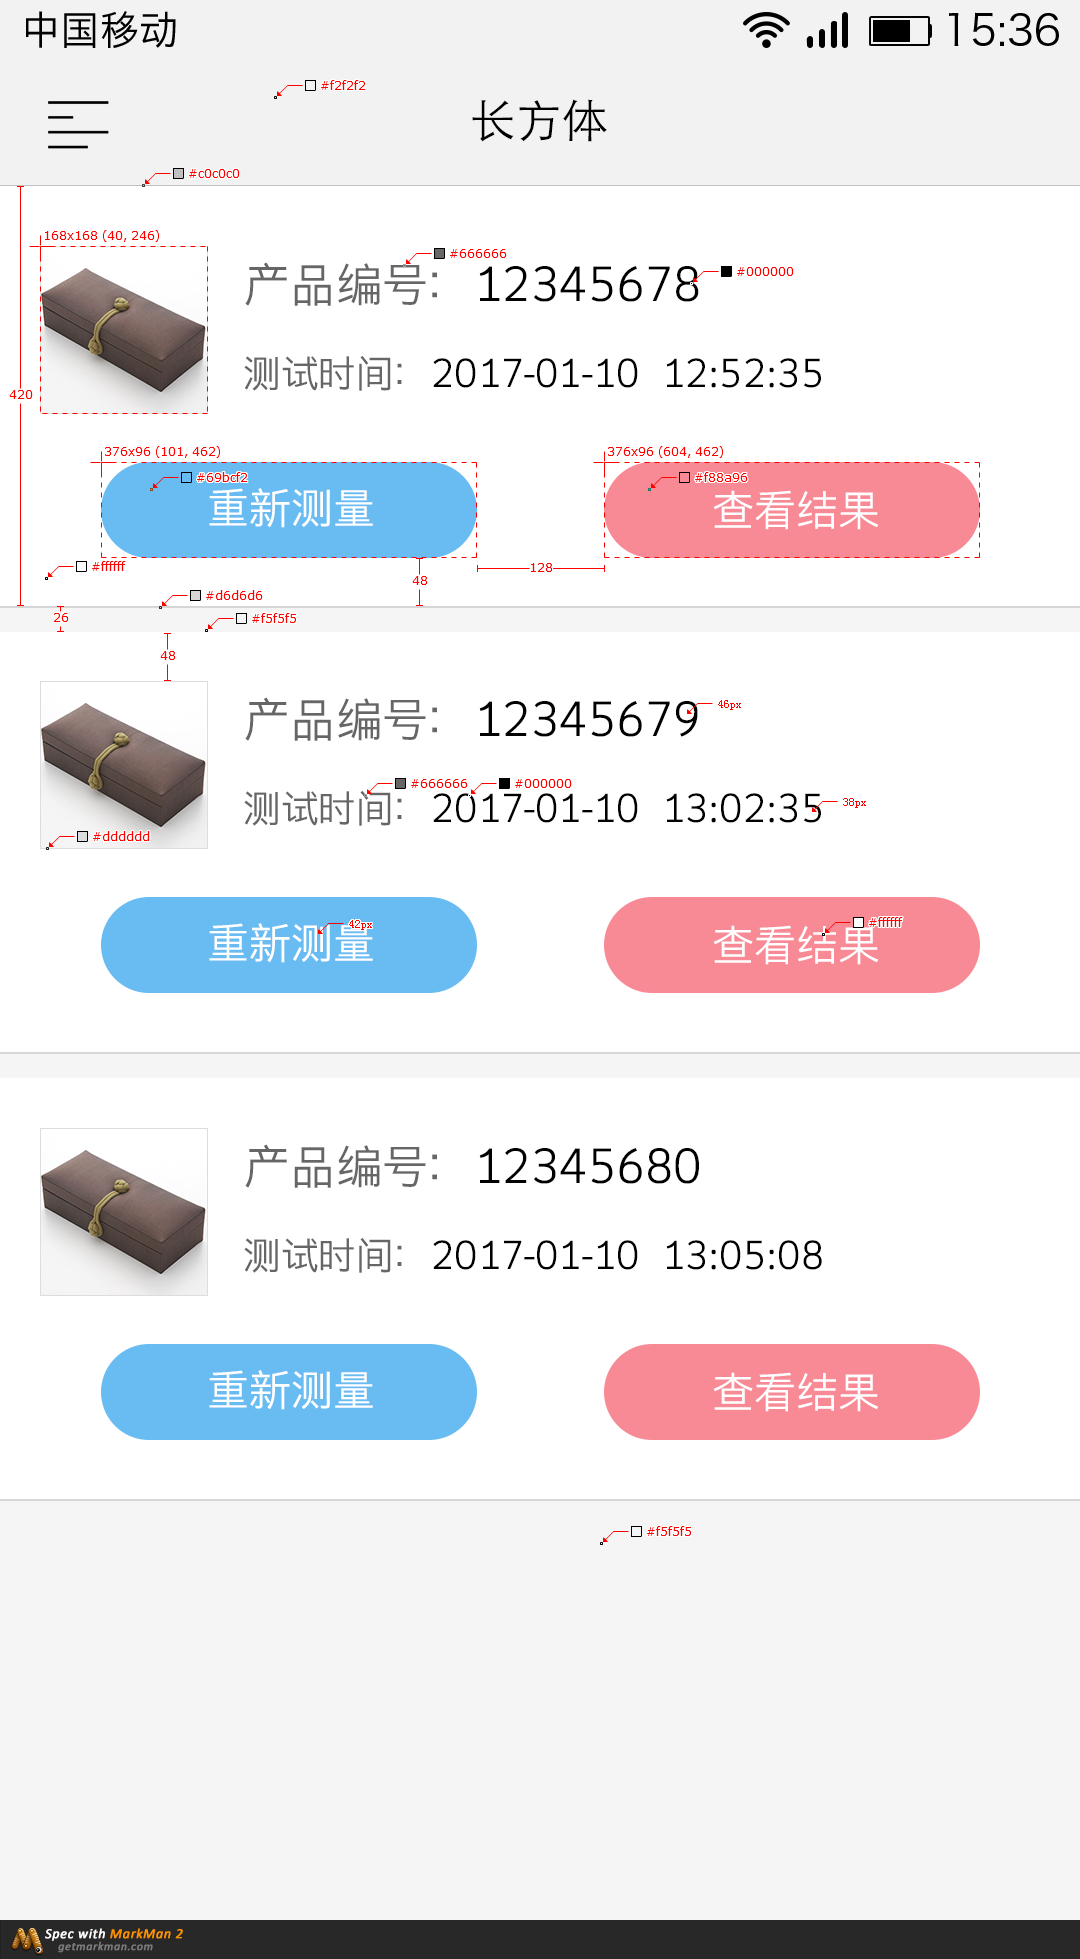 中国移动 15:36
#f2f2f2
长方体
#c0c0c0
168x168 (40, 246)
#666666
产品编号: 12345678
#000000
测试时间: 2017-01-10 12:52:35
420
376x96 (101, 462)
376x96 (604, 462)
#69bcf2
#f88a96
重新测量
查看结果
#ffffff
128
48
#d6d6d6
26
#f5f5f5
48
产品编号: 12345679
46px
#666666
#000000
测试时间: 2017-01-10 13:02:35
38px
#dddddd
重新测量
42px
查看结果
#ffffff
产品编号: 12345680
测试时间: 2017-01-10 13:05:08
重新测量
查看结果
#f5f5f5
Spec with MarkMan 2
getmarkman.com